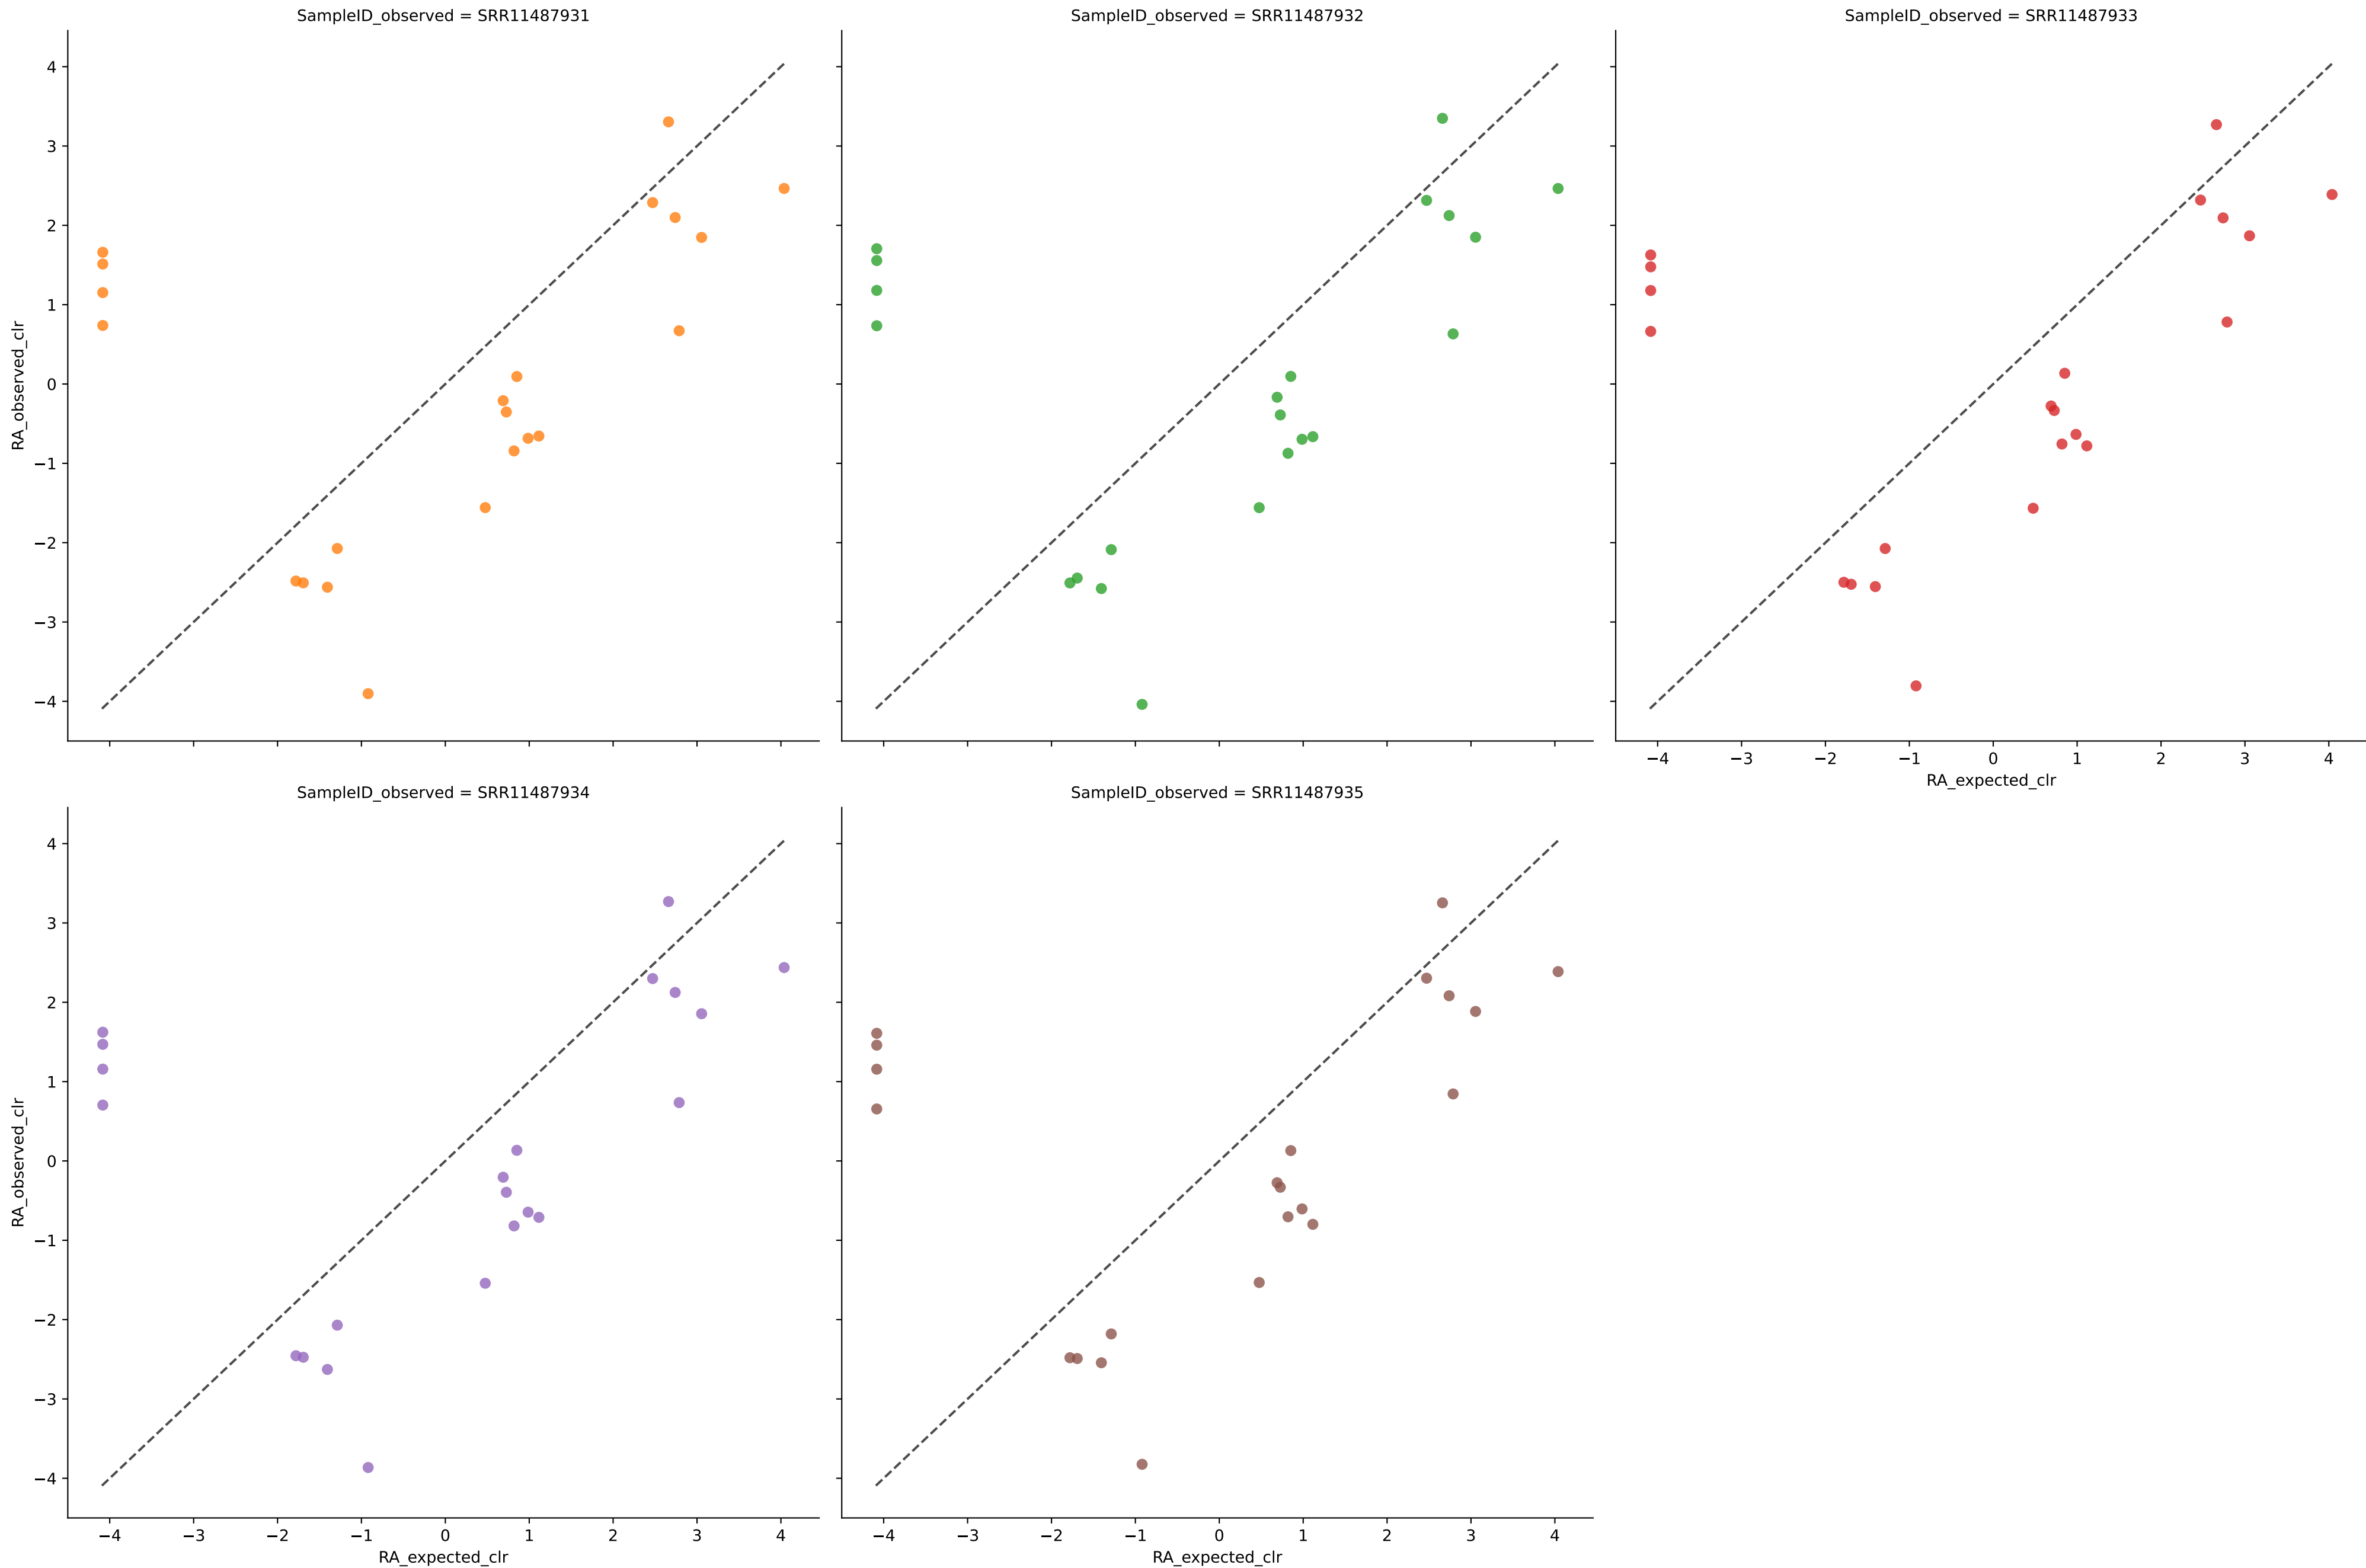 SampleID_observed = SRR11487931
RA_observed_clr
4
3
2
1
0
−1
−2
−3
−4
SampleID_observed = SRR11487932
SampleID_observed = SRR11487933
−4 −3 −2 −1 0 1 2 3 4
RA_expected_clr
SampleID_observed = SRR11487934
RA_observed_clr
4
3
2
1
0
−1
−2
−3
−4
−4 −3 −2 −1 0 1 2 3 4
RA_expected_clr
SampleID_observed = SRR11487935
−4 −3 −2 −1 0 1 2 3 4
RA_expected_clr